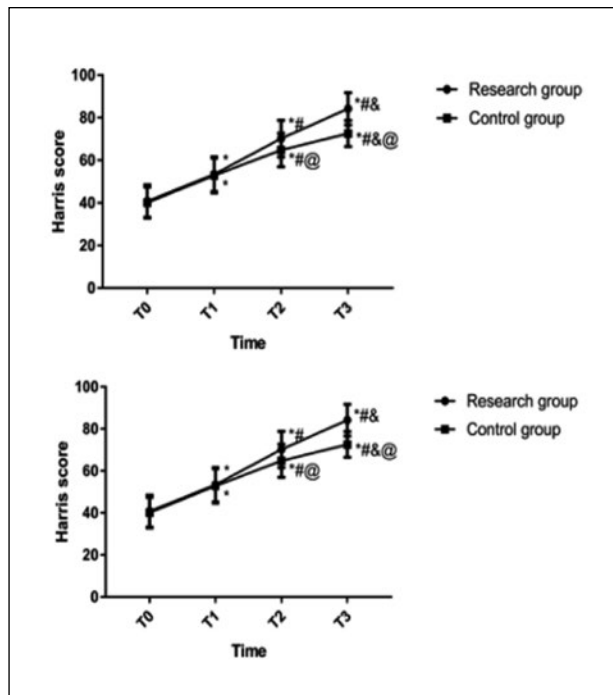 100
Research group
80
*#&
Control group
*#
60
*#&@
*#@
*
*
40
20
0
T0 T1 T2 T3
Time
Harris score
100
Research group
80
*#&
Control group
*#
60
*#&@
*#@
*
*
40
20
0
T0 T1 T2 T3
Time
Harris score